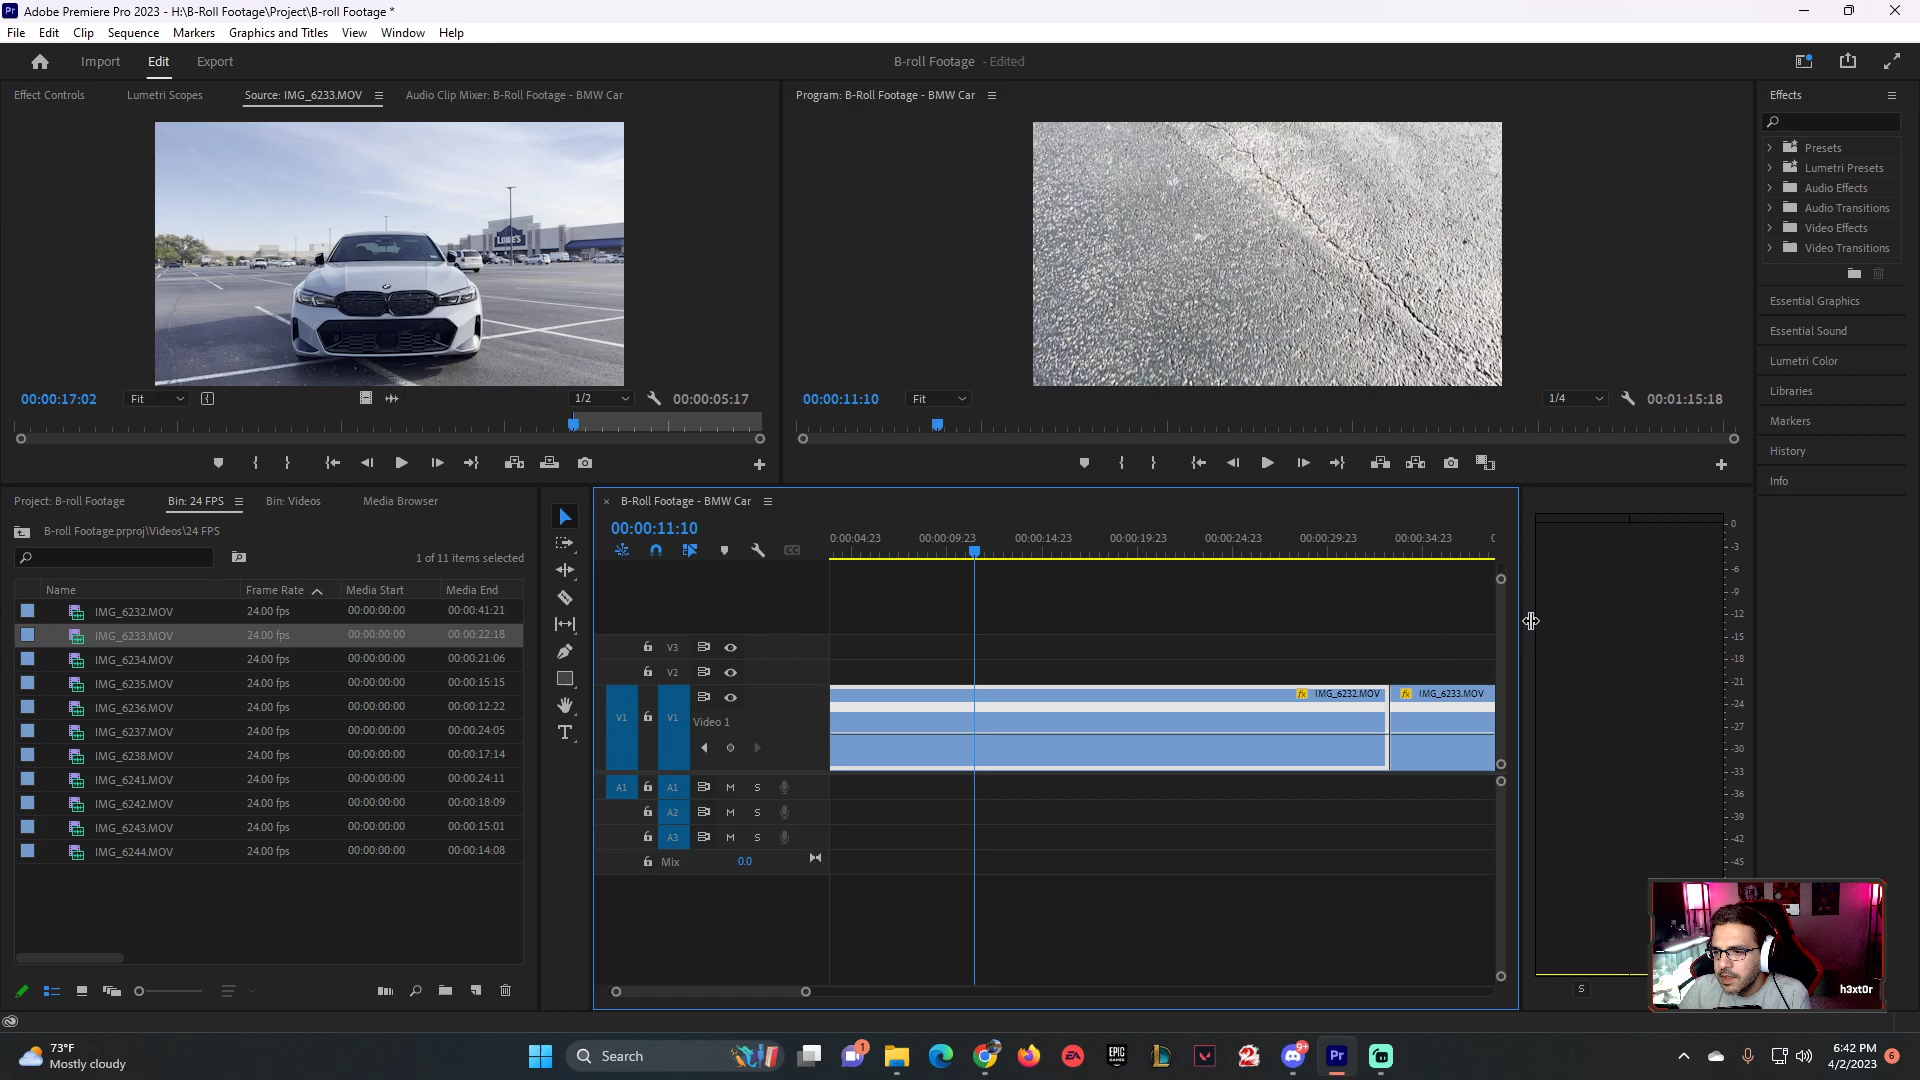 Pr Adobe Premiere Pro 2023 - H:\B-Roll Footage\Project\B-roll Footage *
File Edit Clip Sequence Markers Graphics and Titles View Window Help
Import Edit Export
B-roll Footage - Edited
Effect Controls Lumetri Scopes Source: IMG_6233.MOV Audio Clip Mixer: B-Roll Footage - BMW Car
Program: B-Roll Footage - BMW Car
Effects
Presets
Lumetri Presets
Audio Effects
Audio Transitions
Video Effects
Video Transitions
Essential Graphics
Essential Sound
Lumetri Color
Libraries
Markers
History
Info
LOWE'S
00:00:17:02 Fit 1/2 00:00:05:17
00:00:11:10 Fit 1/4 00:01:15:18
Project: B-roll Footage Bin: 24 FPS Bin: Videos Media Browser
B-roll Footage.prproj\Videos\24 FPS
1 of 11 items selected
Name Frame Rate Media Start Media End
IMG_6232.MOV 24.00 fps 00:00:00:00 00:00:41:21
IMG_6233.MOV 24.00 fps 00:00:00:00 00:00:22:18
IMG_6234.MOV 24.00 fps 00:00:00:00 00:00:21:06
IMG_6235.MOV 24.00 fps 00:00:00:00 00:00:15:15
IMG_6236.MOV 24.00 fps 00:00:00:00 00:00:12:22
IMG_6237.MOV 24.00 fps 00:00:00:00 00:00:24:05
IMG_6238.MOV 24.00 fps 00:00:00:00 00:00:17:14
IMG_6241.MOV 24.00 fps 00:00:00:00 00:00:24:11
IMG_6242.MOV 24.00 fps 00:00:00:00 00:00:18:09
IMG_6243.MOV 24.00 fps 00:00:00:00 00:00:15:01
IMG_6244.MOV 24.00 fps 00:00:00:00 00:00:14:08
× B-Roll Footage - BMW Car
00:00:11:10
0:00:04:23 00:00:09:23 00:00:14:23 00:00:19:23 00:00:24:23 00:00:29:23 00:00:34:23
V3
V2
V1 V1
Video 1
fx IMG_6232.MOV fx IMG_6233.MOV
A1 A1 M S
A2 M S
A3 M S
Mix 0.0
0
-3
-6
-9
-12
-15
-18
-21
-24
-27
-30
-33
-36
-39
-42
-45
S
h3xt0r
73°F
Mostly cloudy
Search
1
EA
EPIC GAMES
9+
Pr
6:42 PM
4/2/2023
6